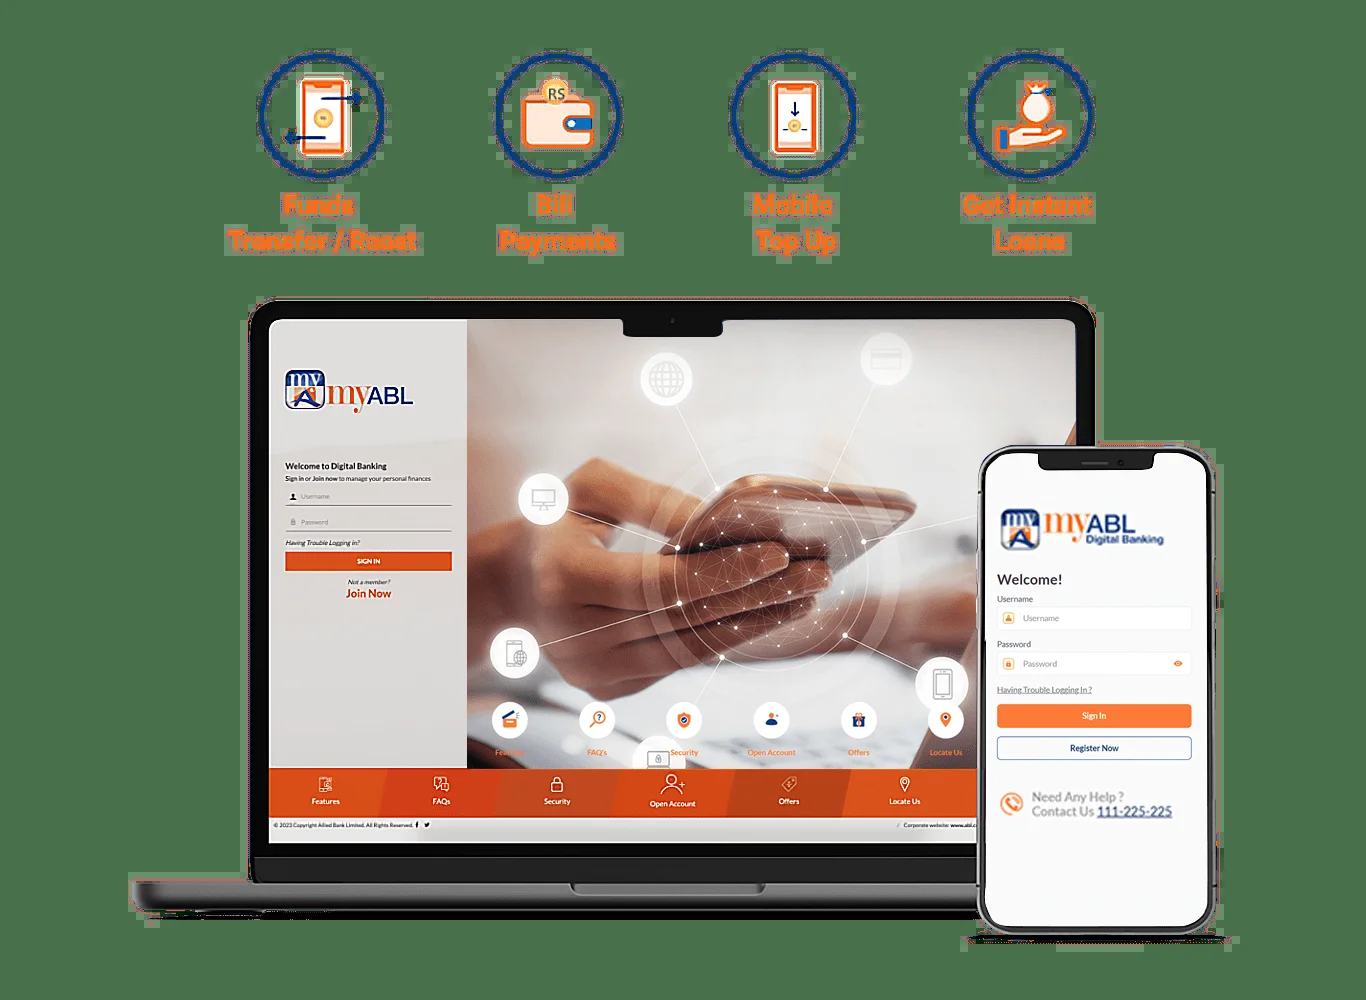 RS
Funds
Transfer / Raast
Bill
Payments
Mobile
Top Up
Get Instant
Loans
my
myABL
Welcome to Digital Banking
Sign in or Join now to manage your personal finances
Username
Password
Having Trouble Logging in?
SIGN IN
Not a member?
Join Now
Features
FAQ's
Security
Open Account
Offers
Locate Us
Features
FAQs
Security
Open Account
Offers
Locate Us
© 2023 Copyright Allied Bank Limited. All Rights Reserved.
Corporate website: www.abl.c
my
myABL
Digital Banking
Welcome!
Username
Username
Password
Password
Having Trouble Logging In ?
Sign In
Register Now
Need Any Help ?
Contact Us 111-225-225